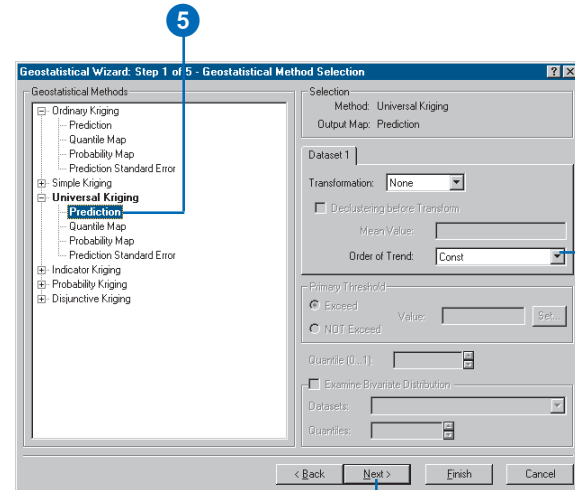 5
Geostatistical Wizard: Step 1 of 5 - Geostatistical Method Selection
Geostatistical Methods
Ordinary Kriging
Prediction
Quantile Map
Probability Map
Prediction Standard Error
Simple Kriging
Universal Kriging
Prediction
Quantile Map
Probability Map
Prediction Standard Error
Indicator Kriging
Probability Kriging
Disjunctive Kriging
Selection
Method: Universal Kriging
Output Map: Prediction
Dataset 1
Transformation: None
Declustering before Transform
Mean Value:
Order of Trend: Const
Primary Threshold
Exceed
NOT Exceed
Value:
Set...
Quantile (0...1):
Examine Bivariate Distribution
Datasets:
Quantiles:
< Back
Next >
Finish
Cancel